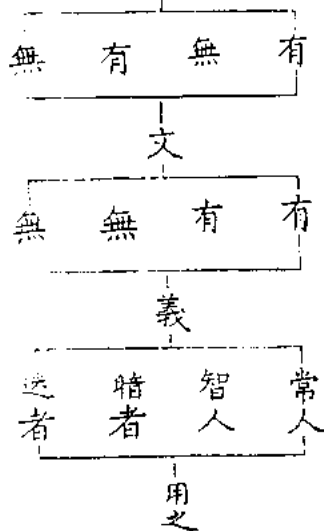 有 無 有 無
文
有 有 無 無
義
常人
智人
暗者
迷者
用之